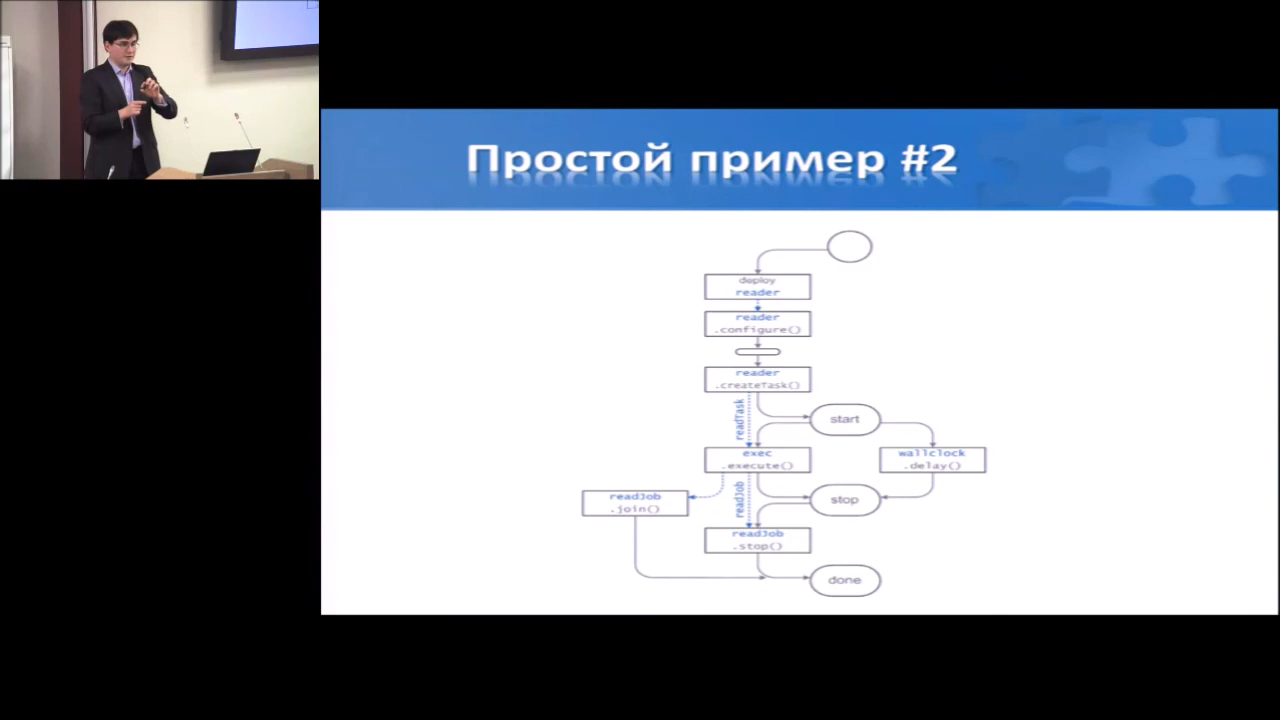 Простой пример #2
deploy
reader
reader
.configure()
reader
.createTask()
readTask
start
exec
.execute()
wallclock
.delay()
readJob
.join()
readJob
stop
readJob
.stop()
done